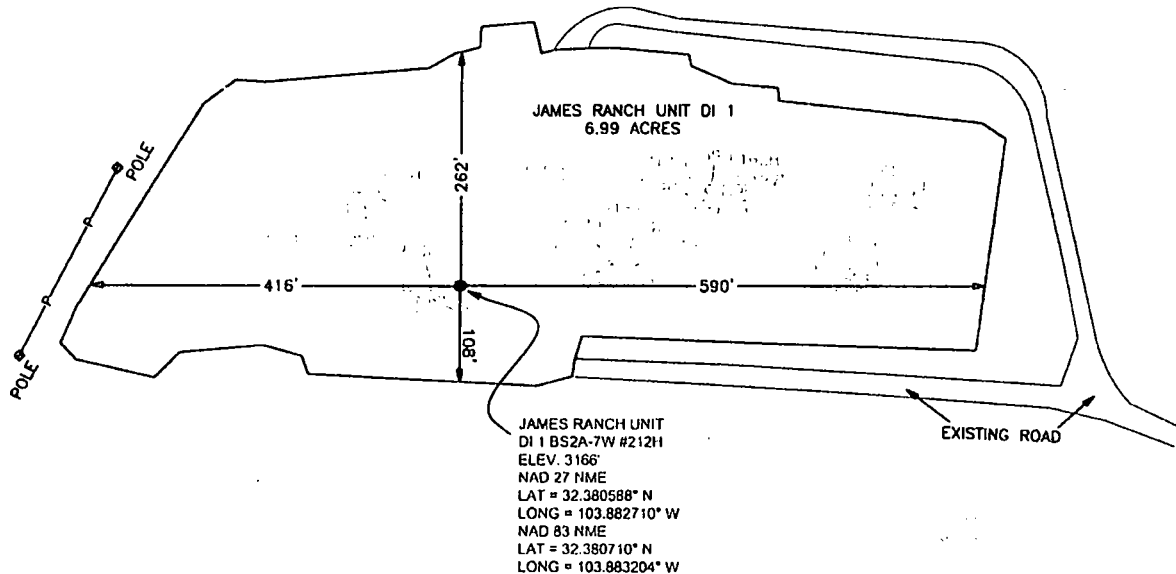 JAMES RANCH UNIT DI 1
6.99 ACRES
POLE
P
P
POLE
262'
416'
590'
108'
JAMES RANCH UNIT
DI 1 BS2A-7W #212H
ELEV. 3166'
NAD 27 NME
LAT = 32.380588° N
LONG = 103.882710° W
NAD 83 NME
LAT = 32.380710° N
LONG = 103.883204° W
EXISTING ROAD